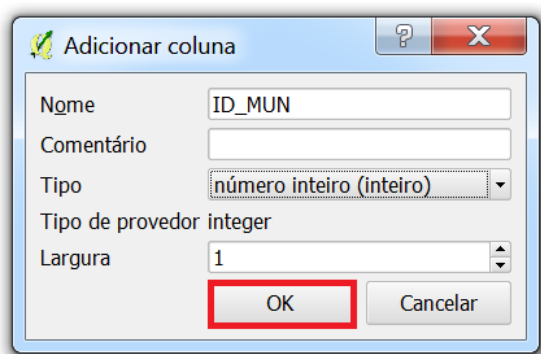 Adicionar coluna
Nome ID_MUN
Comentário
Tipo número inteiro (inteiro)
Tipo de provedor integer
Largura 1
OK Cancelar